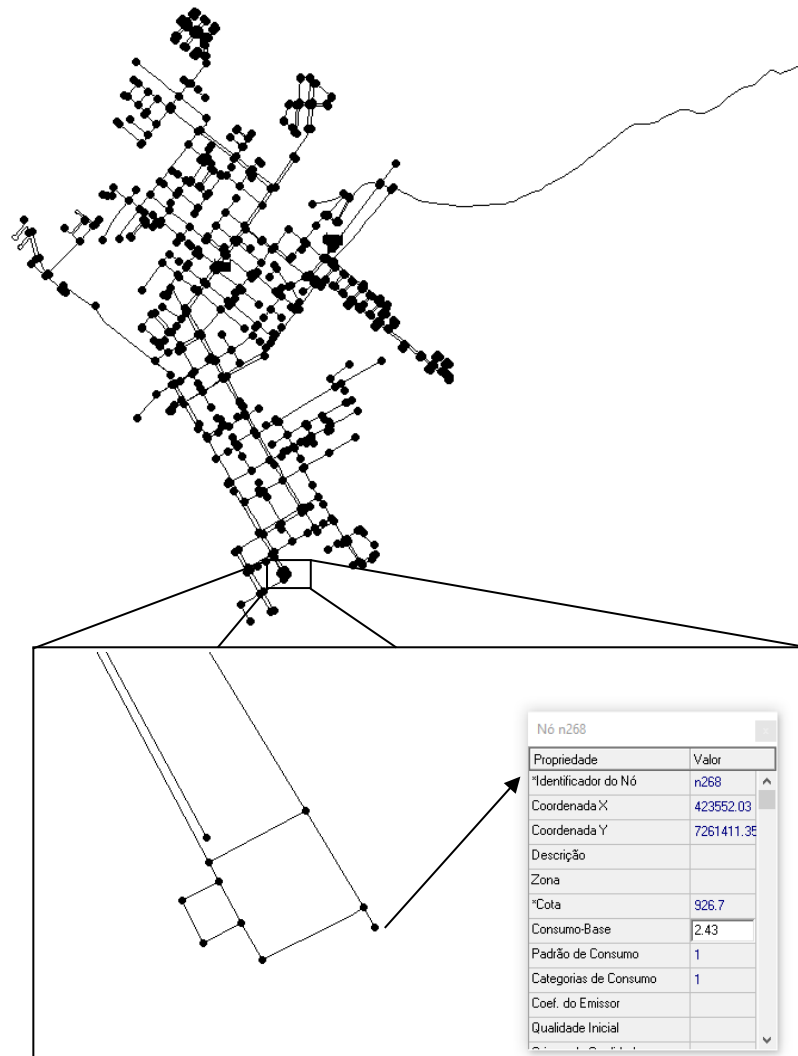 Nó n268
x
Propriedade Valor
*Identificador do Nó n268
Coordenada X 423552.03
Coordenada Y 7261411.35
Descrição
Zona
*Cota 926.7
Consumo-Base 2.43
Padrão de Consumo 1
Categorias de Consumo 1
Coef. do Emissor
Qualidade Inicial